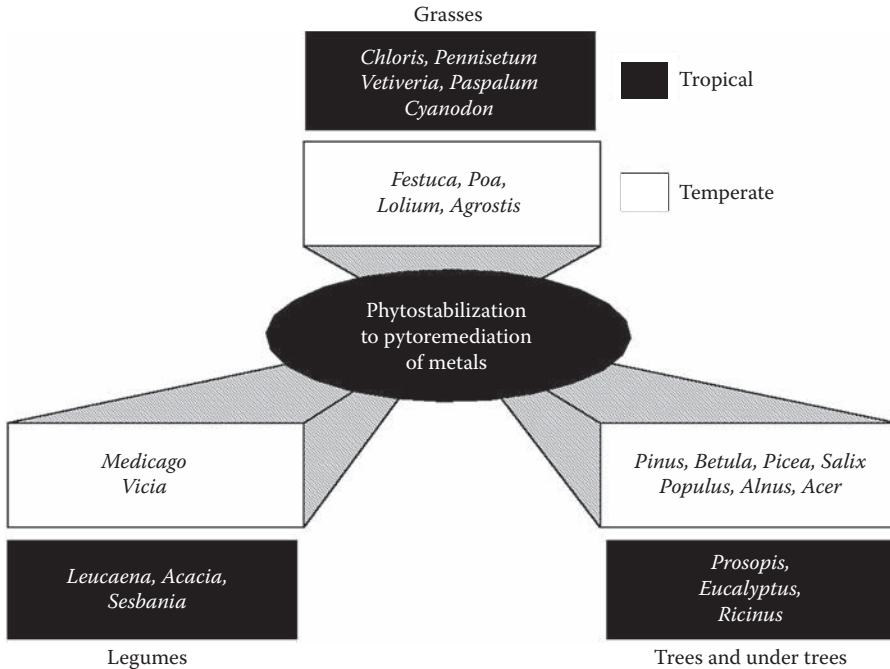 Grasses
Chloris, Pennisetum
Vetiveria, Paspalum
Cyanodon
Tropical
Festuca, Poa,
Lolium, Agrostis
Temperate
Phytostabilization
to pytoremediation
of metals
Medicago
Vicia
Pinus, Betula, Picea, Salix
Populus, Alnus, Acer
Leucaena, Acacia,
Sesbania
Prosopis,
Eucalyptus,
Ricinus
Legumes
Trees and under trees